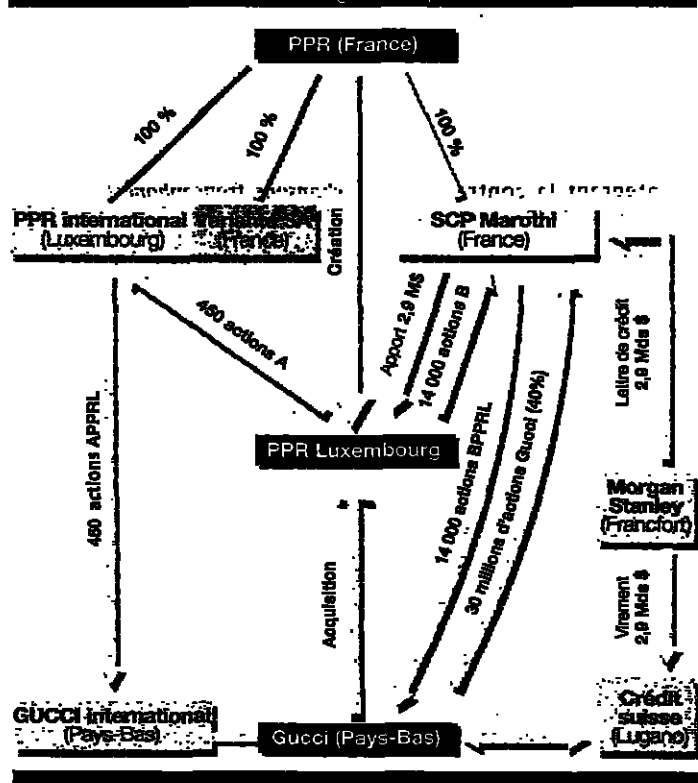 PPR (France)
100 %
100 %
100 %
PPR international
(Luxembourg)
(France)
SCP Marothi
(France)
Création
460 actions A
Apport 2,9 M$
14 000 actions B
Lettre de crédit
2,9 Mds $
PPR Luxembourg
460 actions APPRL
14 000 actions BPPRL
30 millions d'actions Gucci (40%)
Morgan
Stanley
(Francfort)
Acquisition
Virement
2,9 Mds $
GUCCI international
(Pays-Bas)
Gucci (Pays-Bas)
Crédit
suisse
(Lugano)